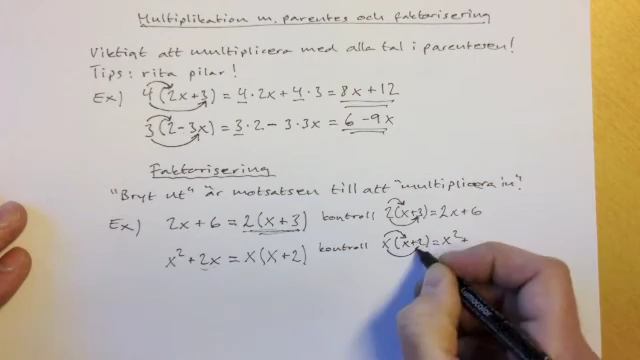 Multiplikation m. parentes och faktorisering
Viktigt att multiplicera med alla tal i parentesen!
Tips: rita pilar!
Ex) 4(2x+3) = 4·2x+4·3 = 8x+12
3(2-3x) = 3·2-3·3x = 6-9x
Faktorisering
"Bryt ut" är motsatsen till att "multiplicera in".
Ex) 2x+6 = 2(x+3) kontroll 2(x+3)=2x+6
x²+2x = x(x+2) kontroll x(x+2)=x²+
Lumocolor